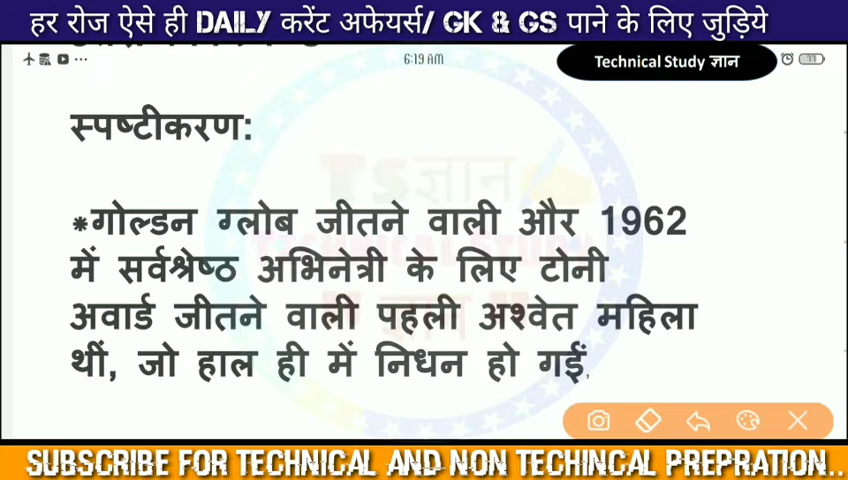 हर रोज ऐसे ही DAILY करेंट अफेयर्स/ GK & GS पाने के लिए जुड़िये
6:19 AM
Technical Study ज्ञान
स्पष्टीकरण:
*गोल्डन ग्लोब जीतने वाली और 1962
में सर्वश्रेष्ठ अभिनेत्री के लिए टोनी
अवार्ड जीतने वाली पहली अश्वेत महिला
थीं, जो हाल ही में निधन हो गईं.
SUBSCRIBE FOR TECHNICAL AND NON TECHINCAL PREPRATION..